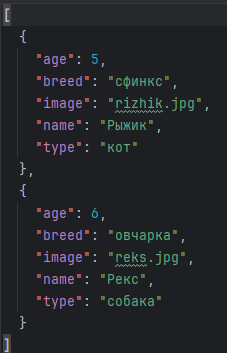 [
  {
    "age": 5,
    "breed": "сфинкс",
    "image": "rizhik.jpg",
    "name": "Рыжик",
    "type": "кот"
  },
  {
    "age": 6,
    "breed": "овчарка",
    "image": "reks.jpg",
    "name": "Рекс",
    "type": "собака"
  }
]